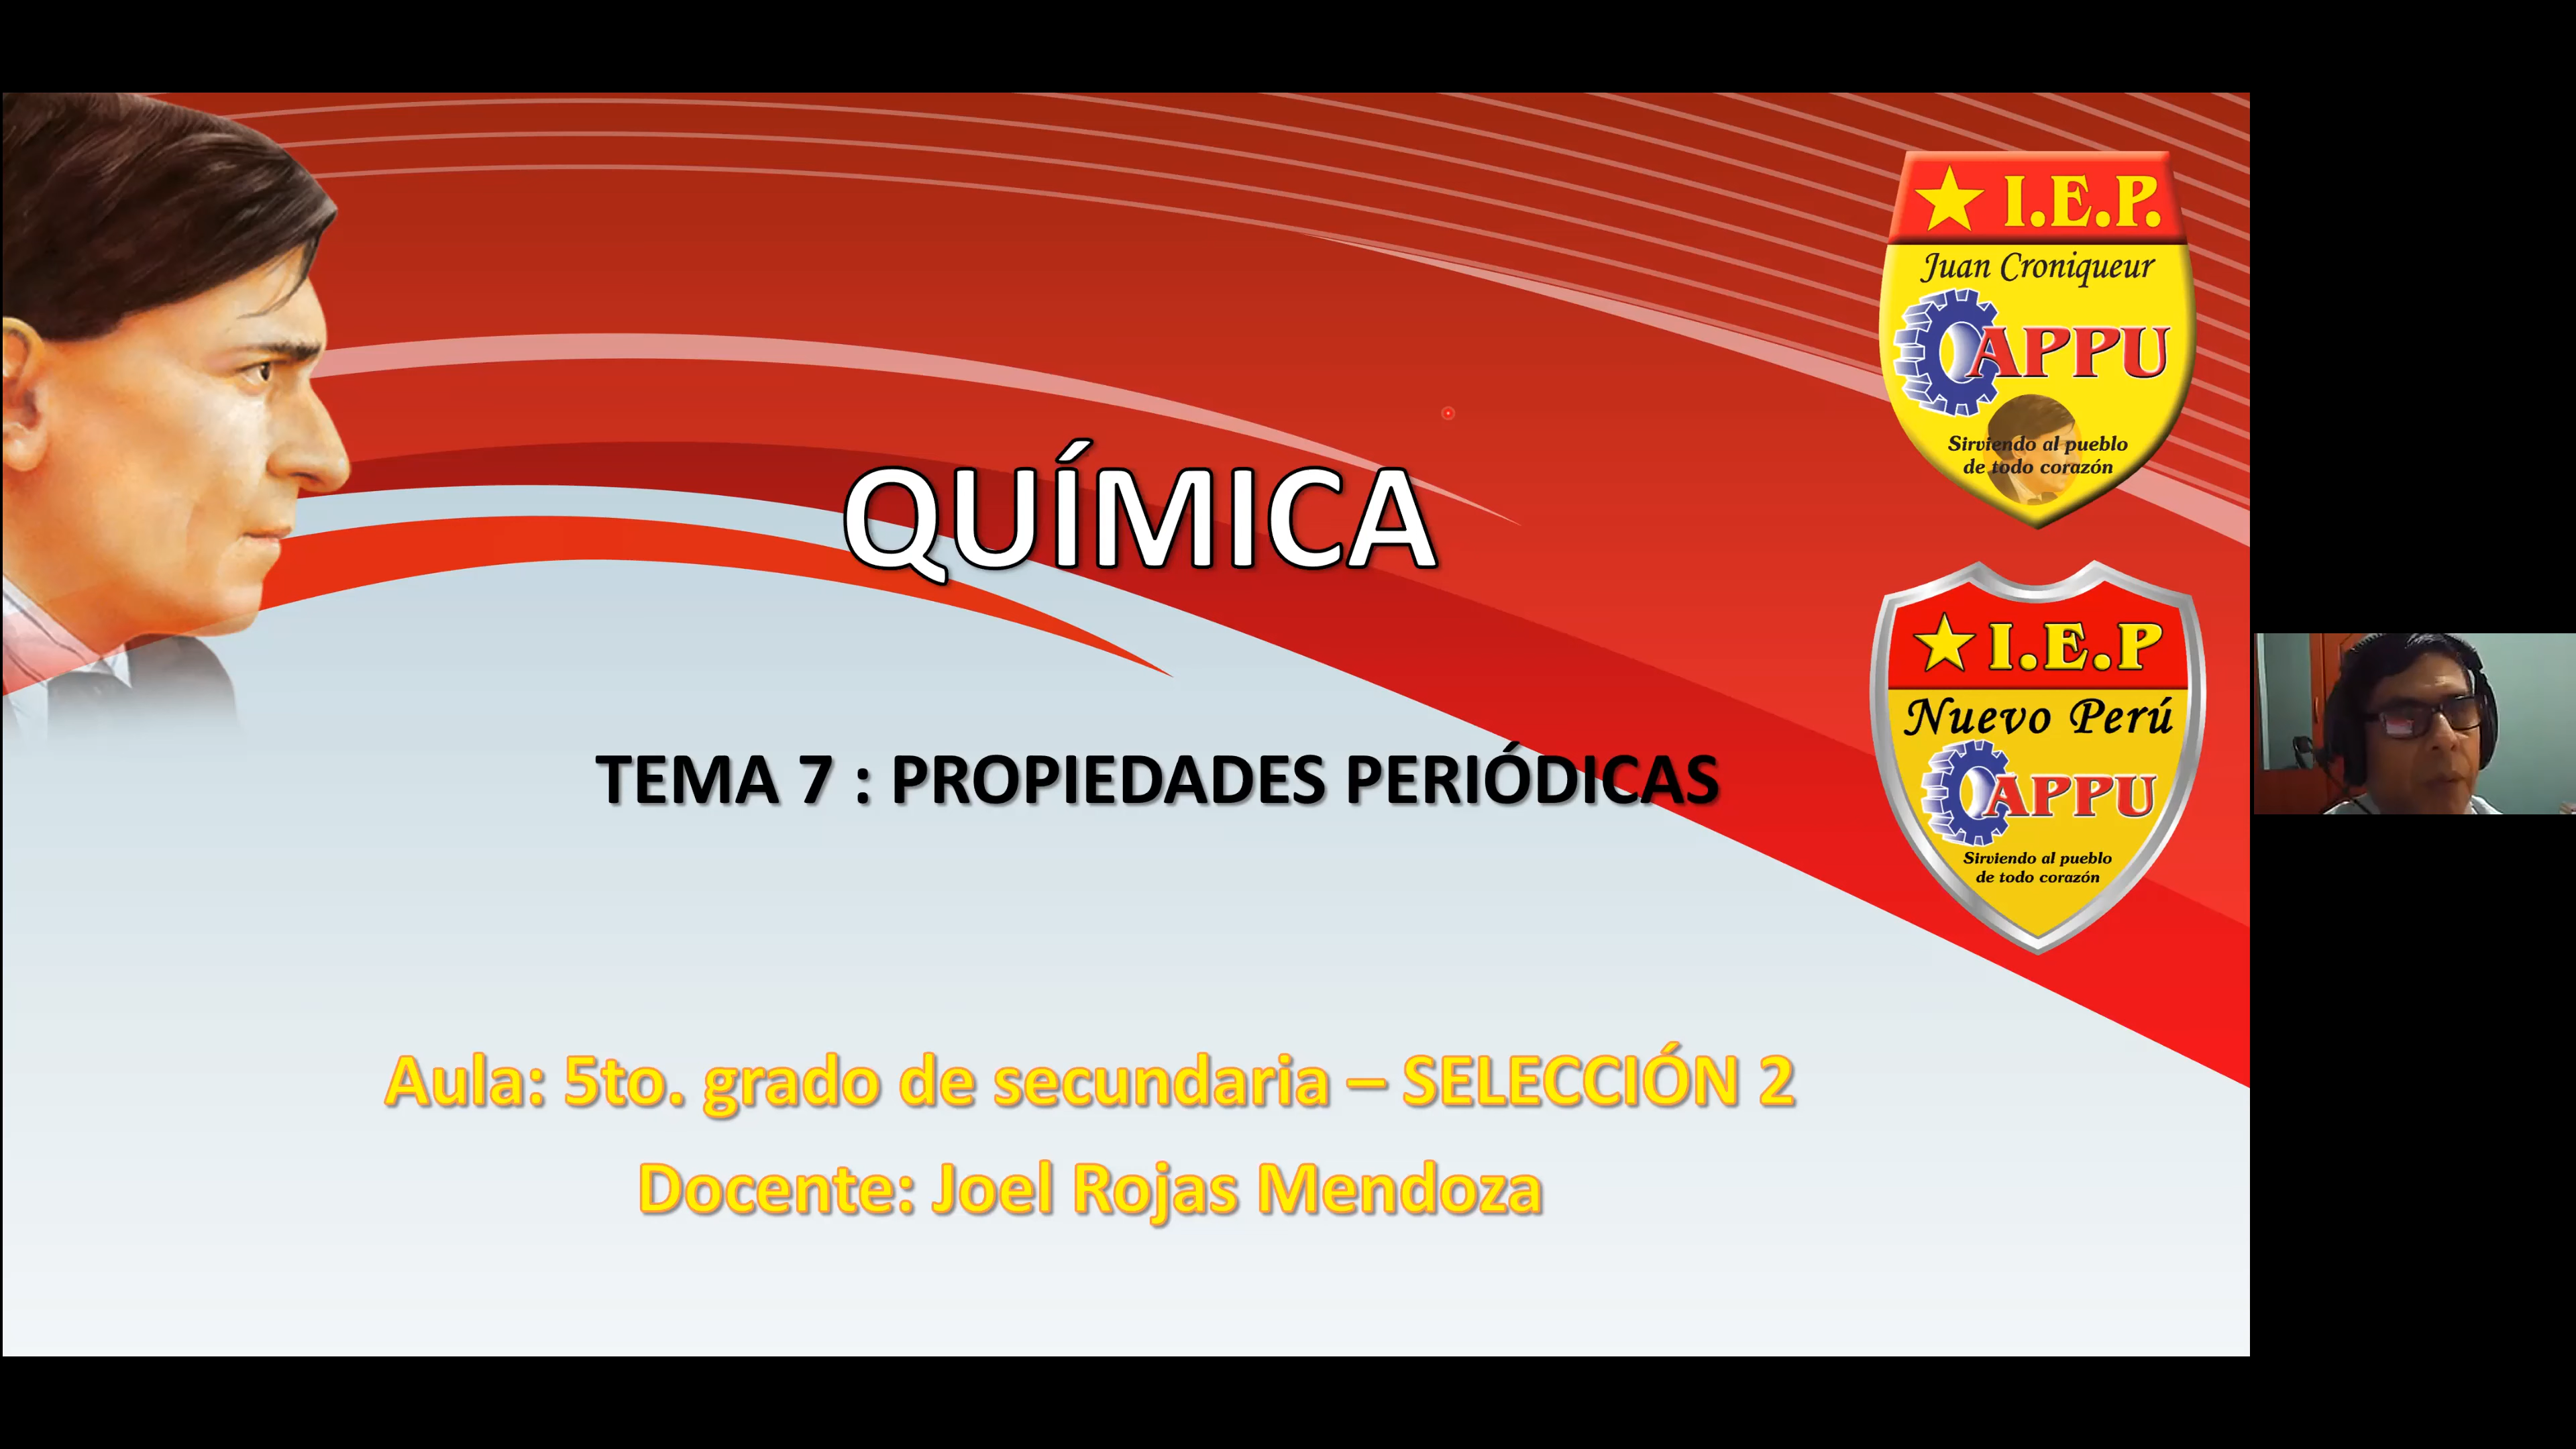 QUÍMICA
TEMA 7 : PROPIEDADES PERIÓDICAS
Aula: 5to. grado de secundaria – SELECCIÓN 2
Docente: Joel Rojas Mendoza
I.E.P.
Juan Croniqueur
CAPPU
Sirviendo al pueblo
de todo corazón
I.E.P
Nuevo Perú
CAPPU
Sirviendo al pueblo
de todo corazón